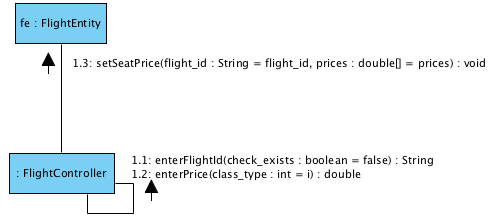 fe : FlightEntity
1.3: setSeatPrice(flight_id : String = flight_id, prices : double[] = prices) : void
: FlightController
1.1: enterFlightId(check_exists : boolean = false) : String
1.2: enterPrice(class_type : int = i) : double